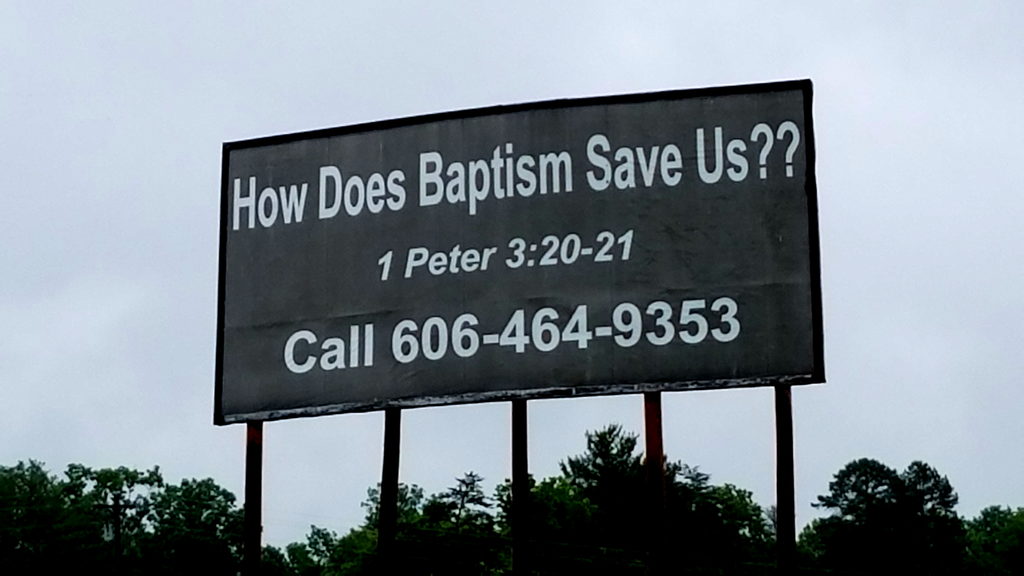 How Does Baptism Save Us??
1 Peter 3:20-21
Call 606-464-9353